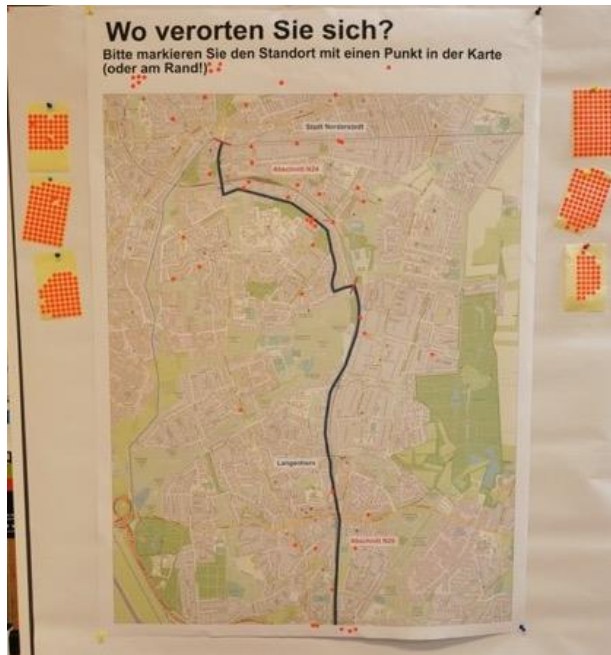 Wo verorten Sie sich?
Bitte markieren Sie den Standort mit einen Punkt in der Karte
(oder am Rand!)
Stadt Norderstedt
Abschnitt N24
Langenhorn
Abschnitt N25